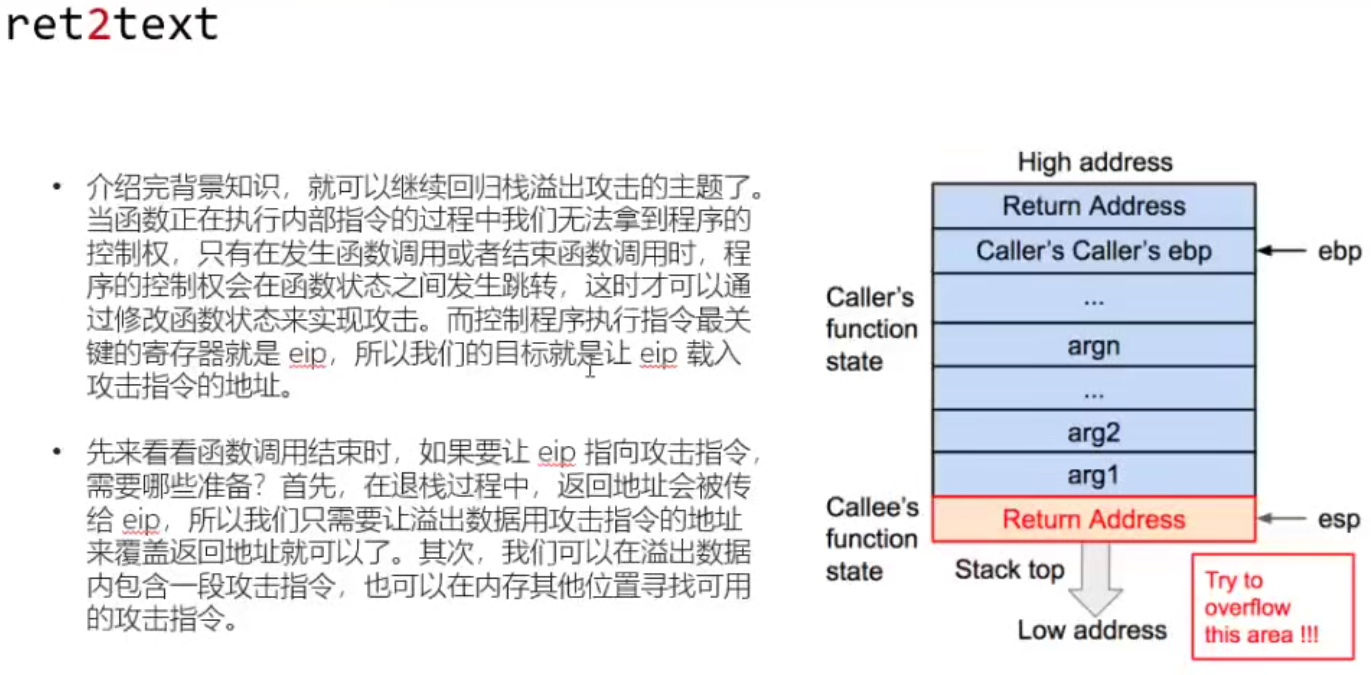 ret2text
• 介绍完背景知识，就可以继续回归栈溢出攻击的主题了。
当函数正在执行内部指令的过程中我们无法拿到程序的
控制权，只有在发生函数调用或者结束函数调用时，程
序的控制权会在函数状态之间发生跳转，这时才可以通
过修改函数状态来实现攻击。而控制程序执行指令最关
键的寄存器就是 eip，所以我们的目标就是让 eip 载入
攻击指令的地址。
• 先来看看函数调用结束时，如果要让 eip 指向攻击指令，
需要哪些准备？首先，在退栈过程中，返回地址会被传
给 eip，所以我们只需要让溢出数据用攻击指令的地址
来覆盖返回地址就可以了。其次，我们可以在溢出数据
内包含一段攻击指令，也可以在内存其他位置寻找可用
的攻击指令。
High address
Return Address
Caller's Caller's ebp
ebp
...
Caller's
function
state
argn
...
arg2
arg1
Callee's
function
state
Return Address
esp
Stack top
Low address
Try to
overflow
this area !!!